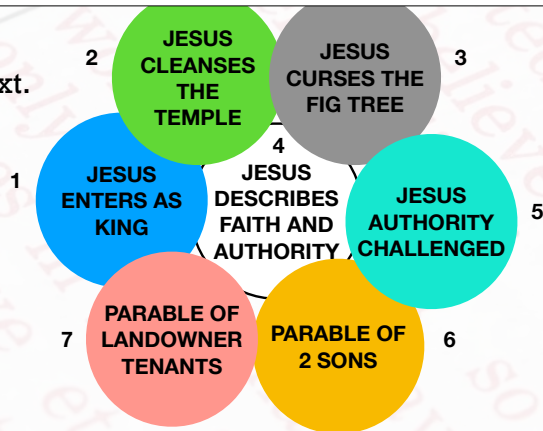 xt.
1
JESUS
ENTERS AS
KING
2
JESUS
CLEANSES
THE
TEMPLE
3
JESUS
CURSES THE
FIG TREE
4
JESUS
DESCRIBES
FAITH AND
AUTHORITY
5
JESUS
AUTHORITY
CHALLENGED
6
PARABLE OF
2 SONS
7
PARABLE OF
LANDOWNER
TENANTS